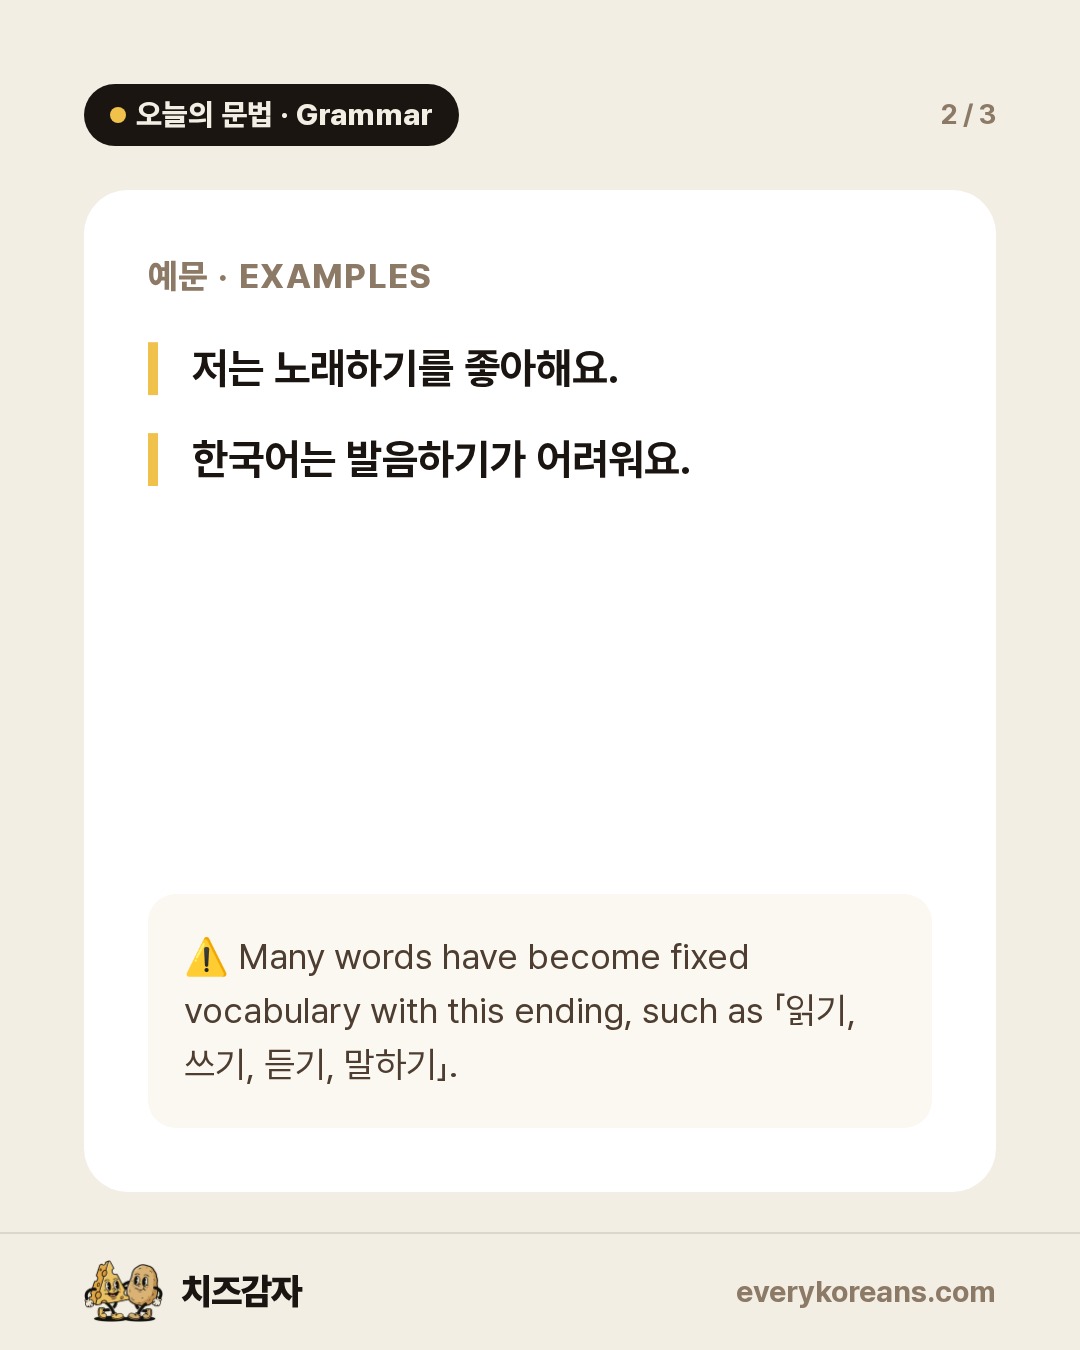 오늘의 문법 · Grammar
2 / 3
예문 · EXAMPLES
저는 노래하기를 좋아해요.
한국어는 발음하기가 어려워요.
⚠️ Many words have become fixed
vocabulary with this ending, such as 「읽기,
쓰기, 듣기, 말하기」.
치즈감자
everykoreans.com